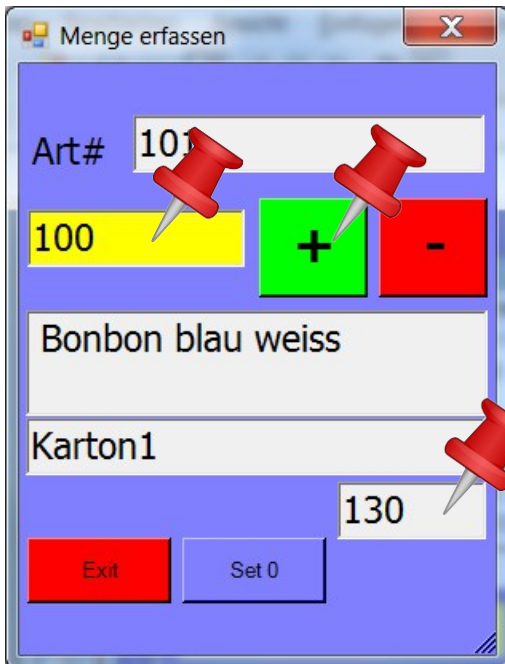 Menge erfassen
Art#
100
+ -
Bonbon blau weiss
Karton1
130
Exit Set 0